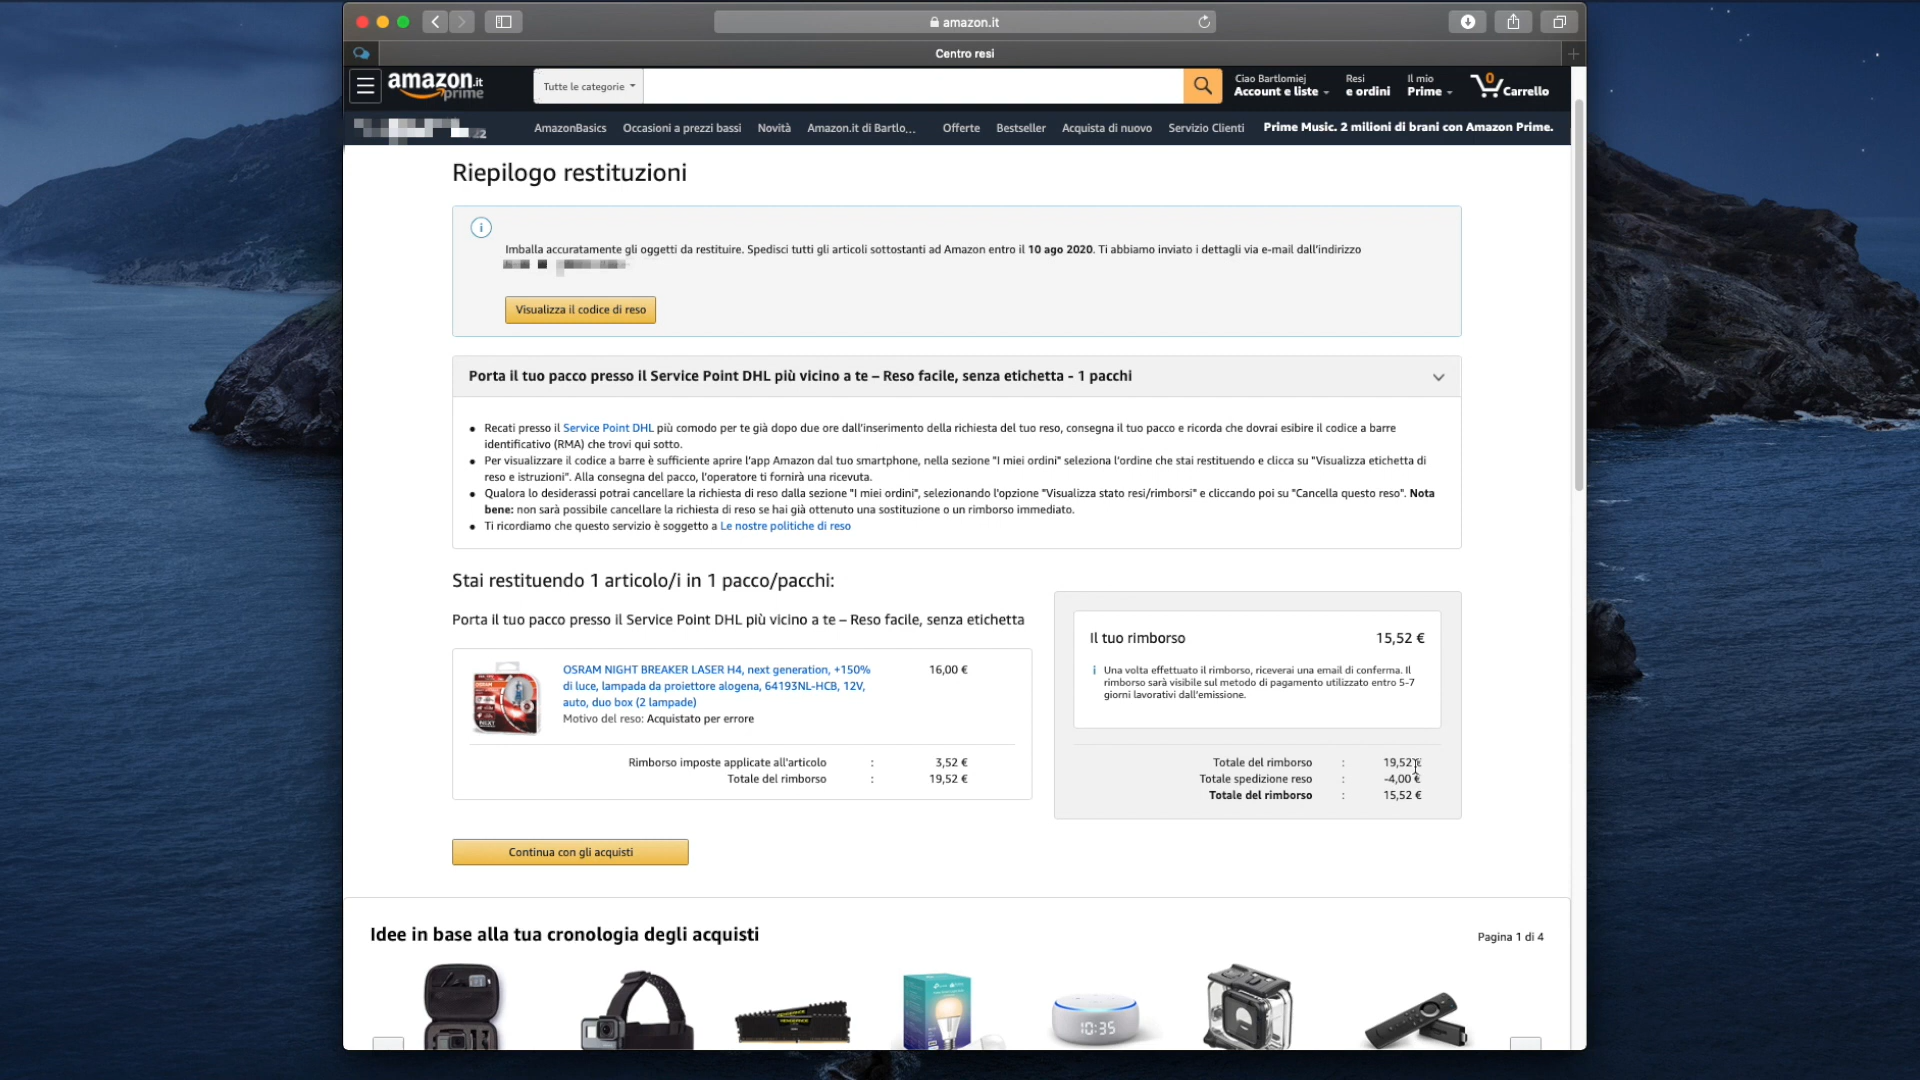 amazon.it
Centro resi
amazon.it
prime
Tutte le categorie
Ciao Bartlomiej
Account e liste
Resi
e ordini
Il mio
Prime
0
Carrello
AmazonBasics
Occasioni a prezzi bassi
Novità
Amazon.it di Bartlo...
Offerte
Bestseller
Acquista di nuovo
Servizio Clienti
Prime Music. 2 milioni di brani con Amazon Prime.
Riepilogo restituzioni
Imballa accuratamente gli oggetti da restituire. Spedisci tutti gli articoli sottostanti ad Amazon entro il 10 ago 2020. Ti abbiamo inviato i dettagli via e-mail dall'indirizzo
Visualizza il codice di reso
Porta il tuo pacco presso il Service Point DHL più vicino a te – Reso facile, senza etichetta - 1 pacchi
Recati presso il Service Point DHL più comodo per te già dopo due ore dall'inserimento della richiesta del tuo reso, consegna il tuo pacco e ricorda che dovrai esibire il codice a barre
identificativo (RMA) che trovi qui sotto.
Per visualizzare il codice a barre è sufficiente aprire l'app Amazon dal tuo smartphone, nella sezione "I miei ordini" seleziona l'ordine che stai restituendo e clicca su "Visualizza etichetta di
reso e istruzioni". Alla consegna del pacco, l'operatore ti fornirà una ricevuta.
Qualora lo desiderassi potrai cancellare la richiesta di reso dalla sezione "I miei ordini", selezionando l'opzione "Visualizza stato resi/rimborsi" e cliccando poi su "Cancella questo reso". Nota
bene: non sarà possibile cancellare la richiesta di reso se hai già ottenuto una sostituzione o un rimborso immediato.
Ti ricordiamo che questo servizio è soggetto a Le nostre politiche di reso
Stai restituendo 1 articolo/i in 1 pacco/pacchi:
Porta il tuo pacco presso il Service Point DHL più vicino a te – Reso facile, senza etichetta
OSRAM NIGHT BREAKER LASER H4, next generation, +150%
di luce, lampada da proiettore alogena, 64193NL-HCB, 12V,
auto, duo box (2 lampade)
Motivo del reso: Acquistato per errore
16,00 €
Rimborso imposte applicate all'articolo : 3,52 €
Totale del rimborso : 19,52 €
Il tuo rimborso 15,52 €
Una volta effettuato il rimborso, riceverai una email di conferma. Il
rimborso sarà visibile sul metodo di pagamento utilizzato entro 5-7
giorni lavorativi dall'emissione.
Totale del rimborso : 19,52 €
Totale spedizione reso : -4,00 €
Totale del rimborso : 15,52 €
Continua con gli acquisti
Idee in base alla tua cronologia degli acquisti
Pagina 1 di 4
10:35